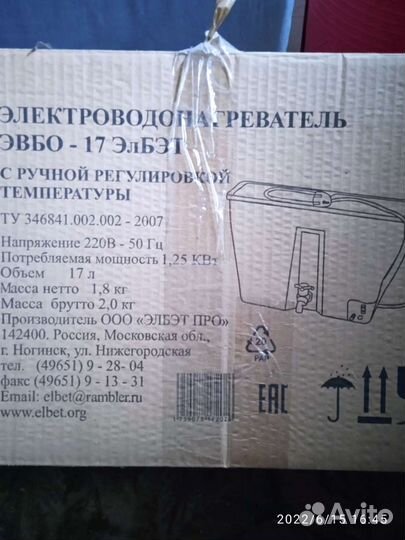 ЭЛЕКТРОВОДОНАГРЕВАТЕЛЬ
ЭВБО - 17 ЭлБЭТ
С РУЧНОЙ РЕГУЛИРОВКОЙ
ТЕМПЕРАТУРЫ
ТУ 346841.002.002 - 2007
Напряжение 220В - 50 Гц
Потребляемая мощность 1,25 КВт
Объем 17 л
Масса нетто 1,8 кг
Масса брутто 2,0 кг
Производитель ООО «ЭЛБЭТ ПРО»
142400. Россия, Московская обл.,
г. Ногинск, ул. Нижегородская
тел. (49651) 9 - 28- 04
факс (49651) 9 - 13 - 31
Email: elbet@rambler.ru
www.elbet.org
20
PAP
EAC
2022/6/15 16:45
Avito